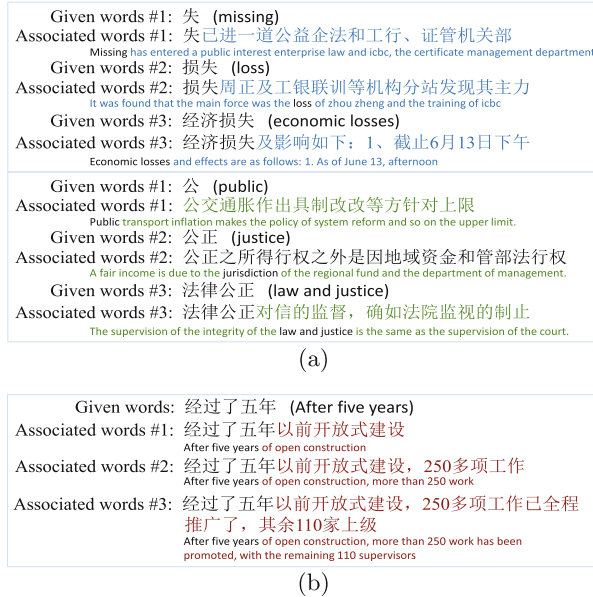 Given words #1: 失 (missing)
Associated words #1: 失已进一道公益企法和工行、证管机关部
Missing has entered a public interest enterprise law and icbc, the certificate management department
Given words #2: 损失 (loss)
Associated words #2: 损失周正及工银联训等机构分站发现其主力
It was found that the main force was the loss of zhou zheng and the training of icbc
Given words #3: 经济损失 (economic losses)
Associated words #3: 经济损失及影响如下：1、截止6月13日下午
Economic losses and effects are as follows: 1. As of June 13, afternoon
Given words #1: 公 (public)
Associated words #1: 公交通胀作出具制改改等方针对上限
Public transport inflation makes the policy of system reform and so on the upper limit.
Given words #2: 公正 (justice)
Associated words #2: 公正之所得行权之外是因地域资金和管部法行权
A fair income is due to the jurisdiction of the regional fund and the department of management.
Given words #3: 法律公正 (law and justice)
Associated words #3: 法律公正对信的监督，确如法院监视的制止
The supervision of the integrity of the law and justice is the same as the supervision of the court.
(a)
Given words: 经过了五年 (After five years)
Associated words #1: 经过了五年以前开放式建设
After five years of open construction
Associated words #2: 经过了五年以前开放式建设，250多项工作
After five years of open construction, more than 250 work
Associated words #3: 经过了五年以前开放式建设，250多项工作已全程
推广了，其余110家上级
After five years of open construction, more than 250 work has been
promoted, with the remaining 110 supervisors
(b)